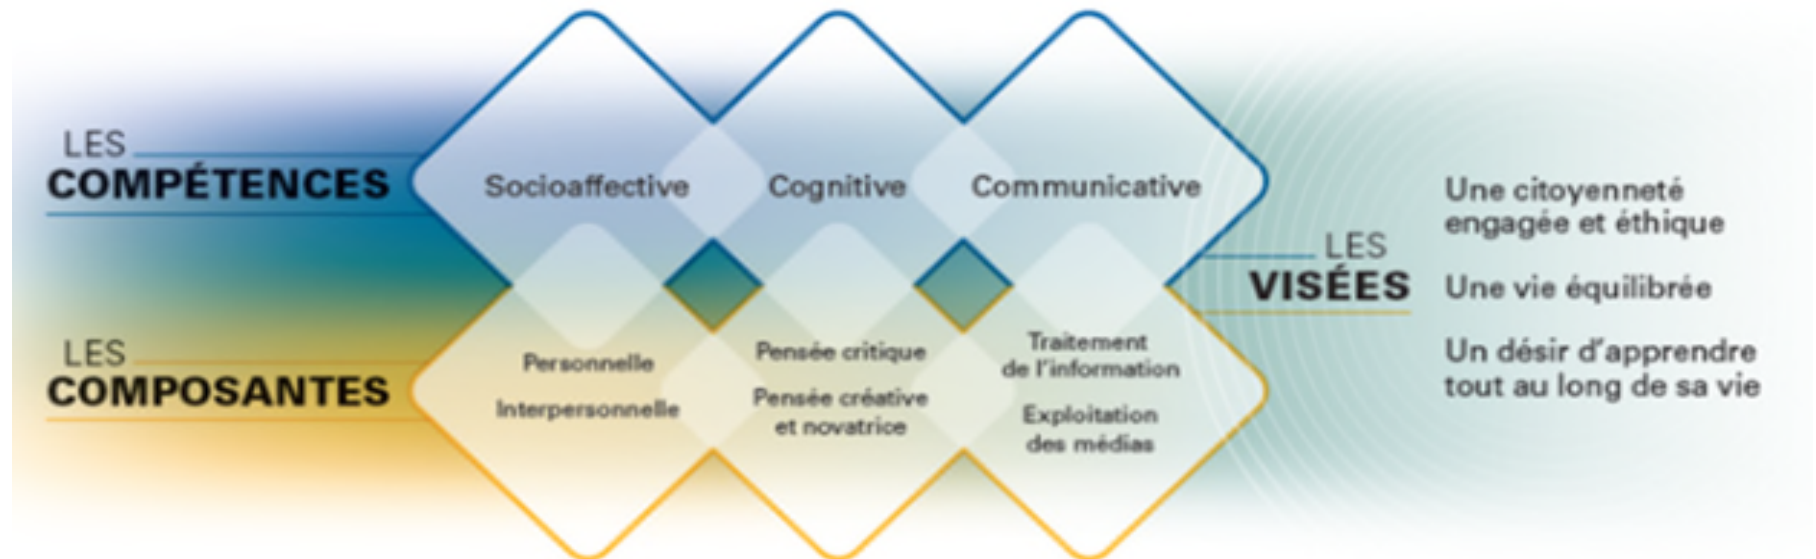 LES
COMPÉTENCES
Socioaffective
Cognitive
Communicative
LES
COMPOSANTES
Personnelle
Interpersonnelle
Pensée critique
Pensée créative
et novatrice
Traitement
de l'information
Exploitation
des médias
LES
VISÉES
Une citoyenneté
engagée et éthique
Une vie équilibrée
Un désir d'apprendre
tout au long de sa vie